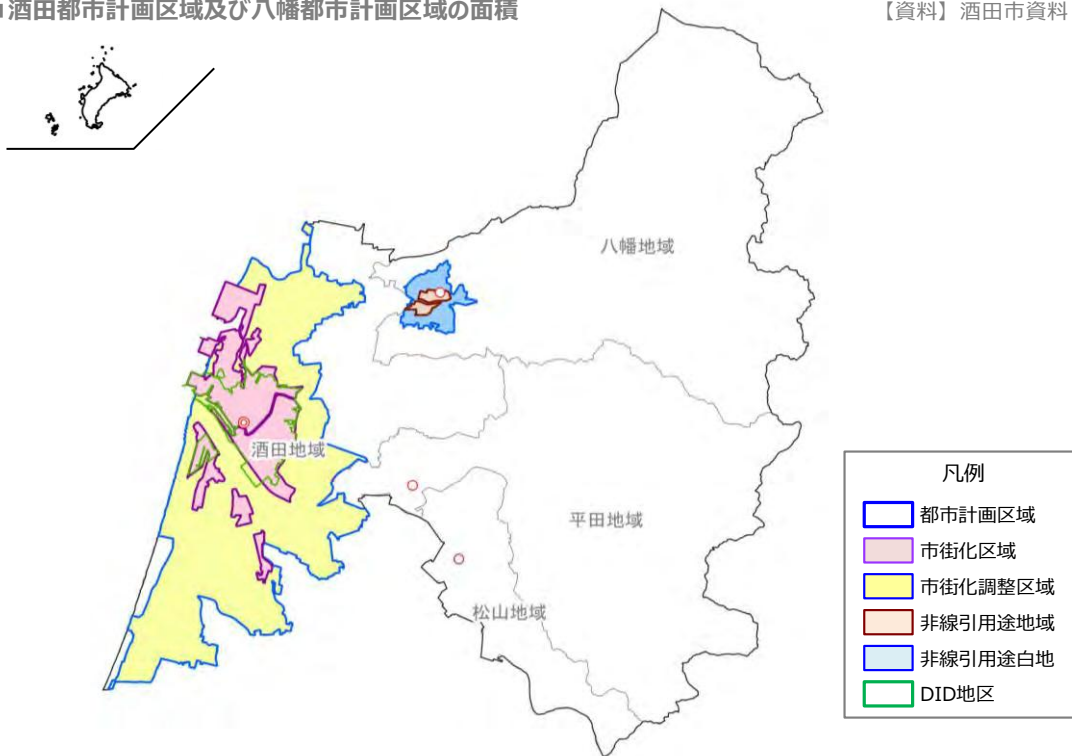 酒田都市計画区域及び八幡都市計画区域の面積
【資料】酒田市資料
八幡地域
酒田地域
平田地域
松山地域
凡例
都市計画区域
市街化区域
市街化調整区域
非線引用途地域
非線引用途白地
DID地区